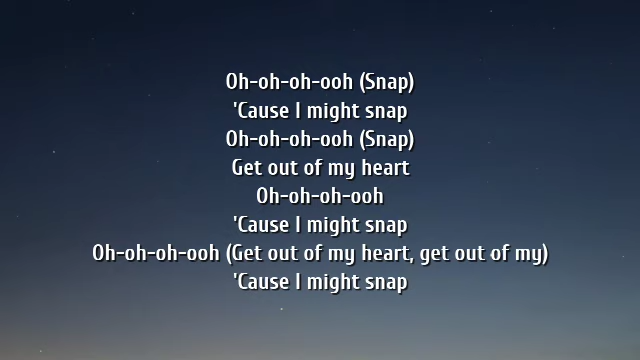 Oh-oh-oh-ooh (Snap)
'Cause I might snap
Oh-oh-oh-ooh (Snap)
Get out of my heart
Oh-oh-oh-ooh
'Cause I might snap
Oh-oh-oh-ooh (Get out of my heart, get out of my)
'Cause I might snap